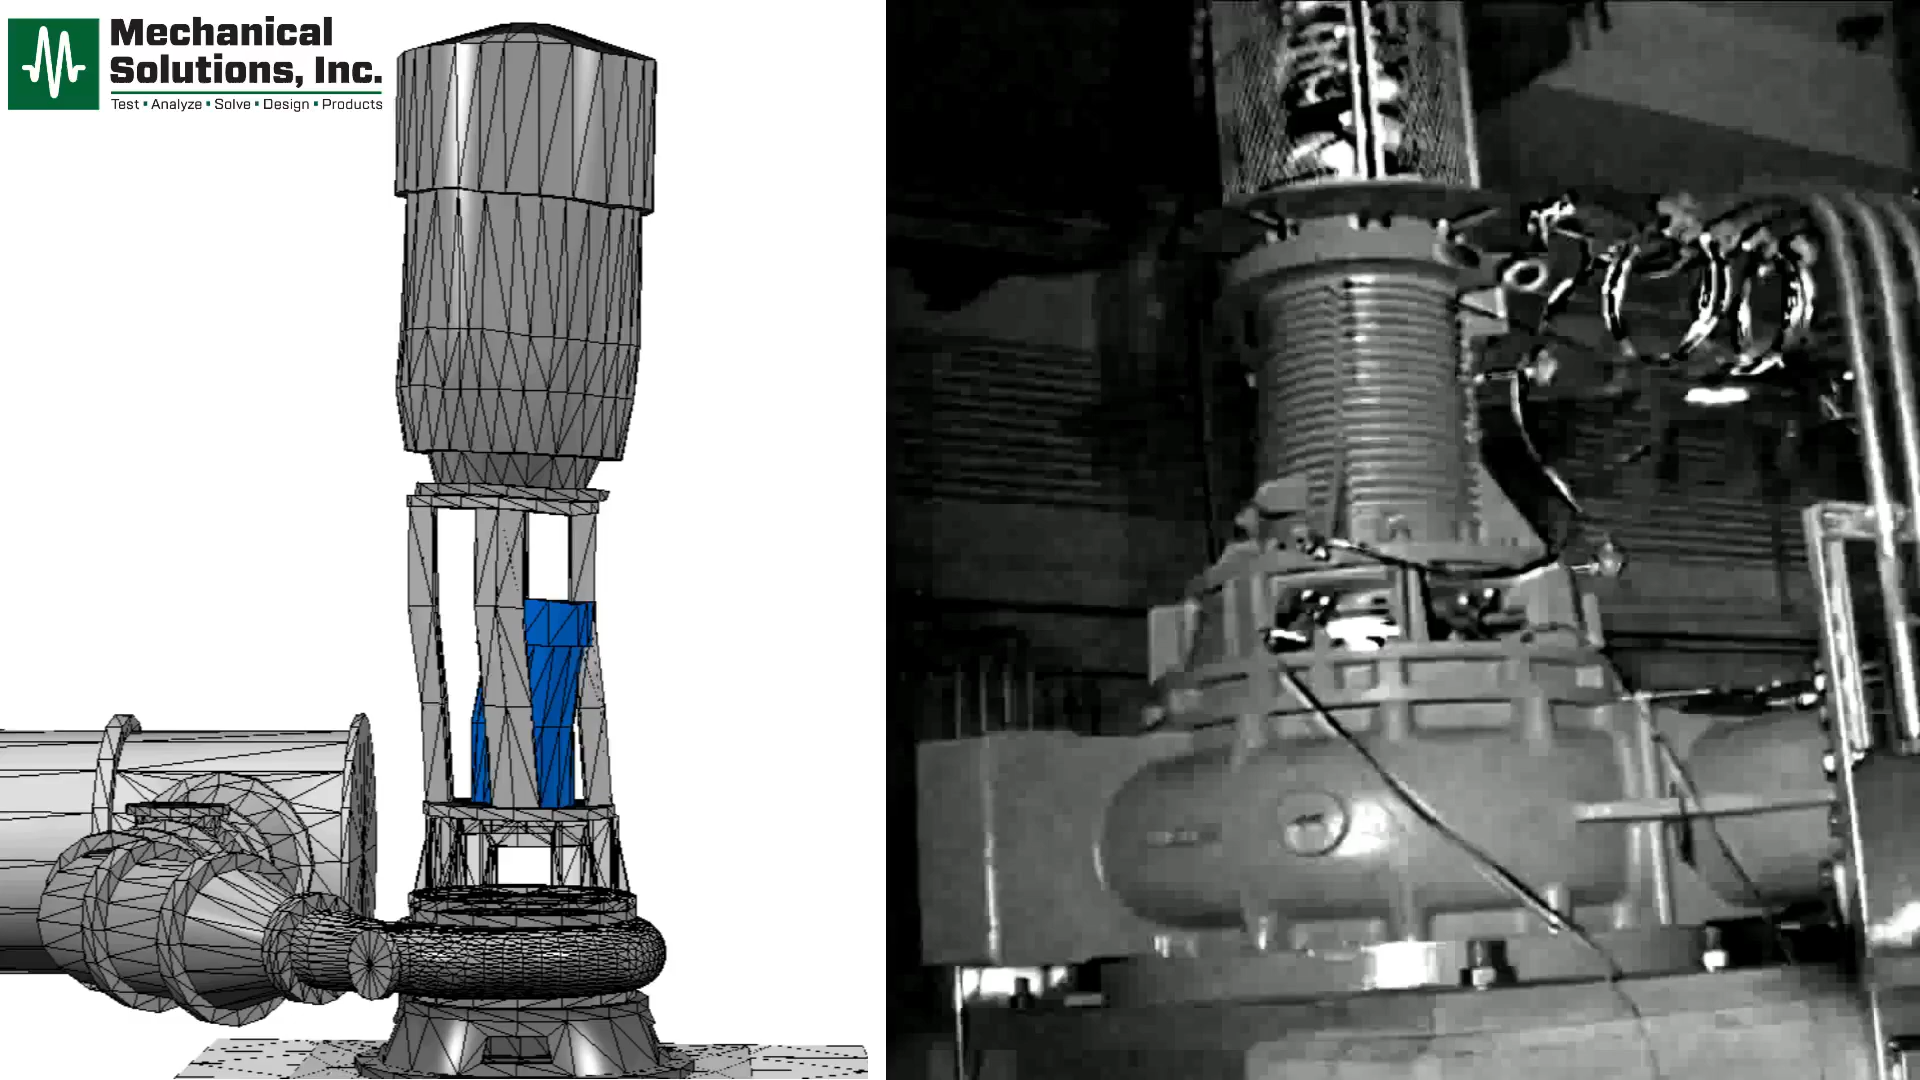 Mechanical
Solutions, Inc.
Test ▪ Analyze ▪ Solve ▪ Design ▪ Products